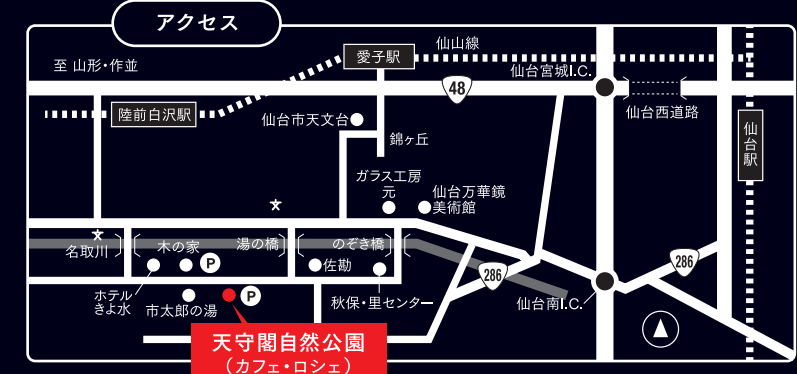 アクセス
至 山形・作並
愛子駅
仙山線
仙台宮城I.C.
48
陸前白沢駅
仙台市天文台
錦ヶ丘
仙台西道路
仙台駅
ガラス工房
元
仙台万華鏡
美術館
名取川
木の家
P
湯の橋
のぞき橋
佐勘
286
286
ホテル
きよ水
市太郎の湯
P
秋保・里センター
仙台南I.C.
天守閣自然公園
（カフェ・ロシェ）